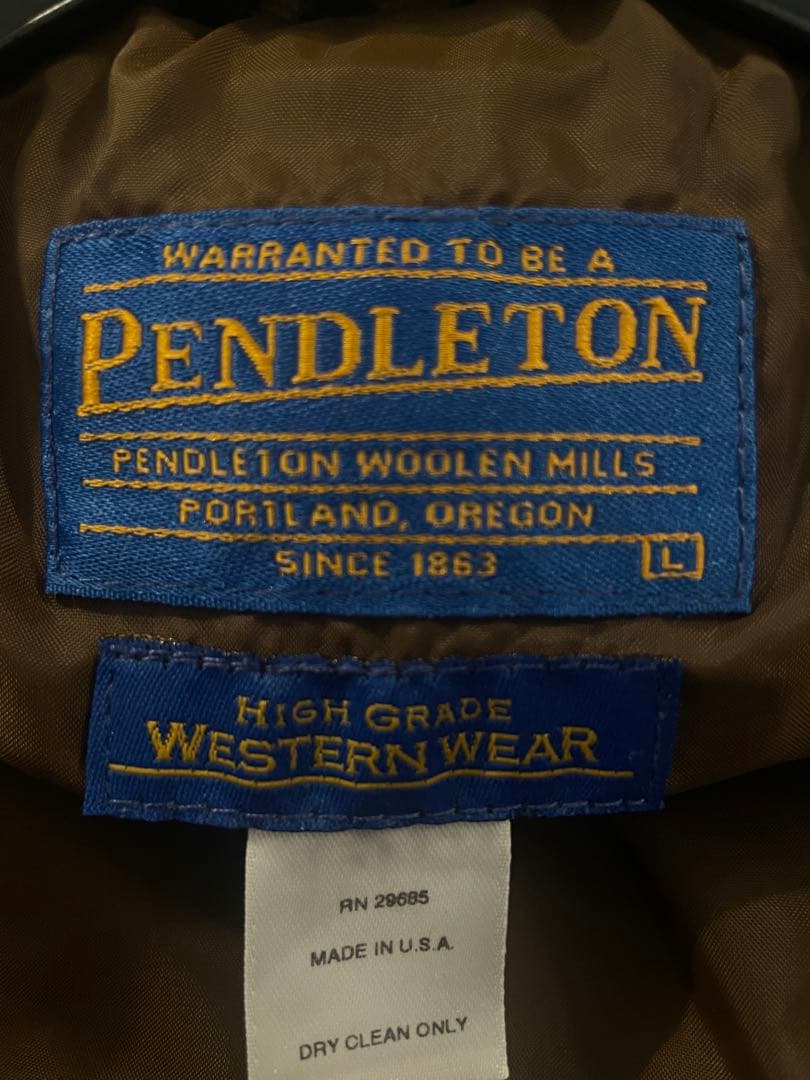 WARRANTED TO BE A
PENDLETON
PENDLETON WOOLEN MILLS
PORTLAND, OREGON
SINCE 1863 L
HIGH GRADE
WESTERN WEAR
RN 29685
MADE IN U.S.A.
DRY CLEAN ONLY